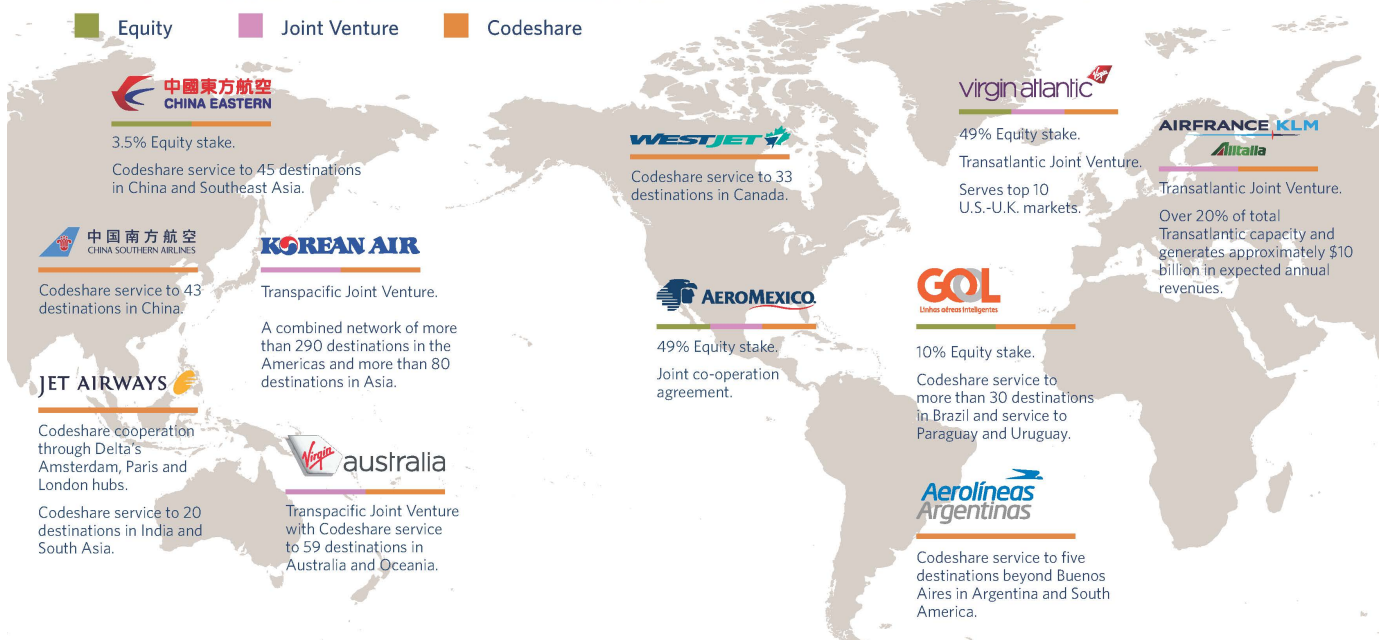 Equity
Joint Venture
Codeshare
中國東方航空
CHINA EASTERN
3.5% Equity stake.
Codeshare service to 45 destinations
in China and Southeast Asia.
中国南方航空
CHINA SOUTHERN AIRLINES
Codeshare service to 43
destinations in China.
KOREAN AIR
Transpacific Joint Venture.
A combined network of more
than 290 destinations in the
Americas and more than 80
destinations in Asia.
JET AIRWAYS
Codeshare cooperation
through Delta's
Amsterdam, Paris and
London hubs.
Codeshare service to 20
destinations in India and
South Asia.
Virgin australia
Transpacific Joint Venture
with Codeshare service
to 59 destinations in
Australia and Oceania.
WESTJET
Codeshare service to 33
destinations in Canada.
AEROMEXICO.
49% Equity stake.
Joint co-operation
agreement.
virgin atlantic
Virgin
49% Equity stake.
Transatlantic Joint Venture.
Serves top 10
U.S.-U.K. markets.
AIRFRANCE KLM
Alitalia
Transatlantic Joint Venture.
Over 20% of total
Transatlantic capacity and
generates approximately $10
billion in expected annual
revenues.
GOL
Linhas aéreas inteligentes
10% Equity stake.
Codeshare service to
more than 30 destinations
in Brazil and service to
Paraguay and Uruguay.
Aerolíneas
Argentinas
Codeshare service to five
destinations beyond Buenos
Aires in Argentina and South
America.